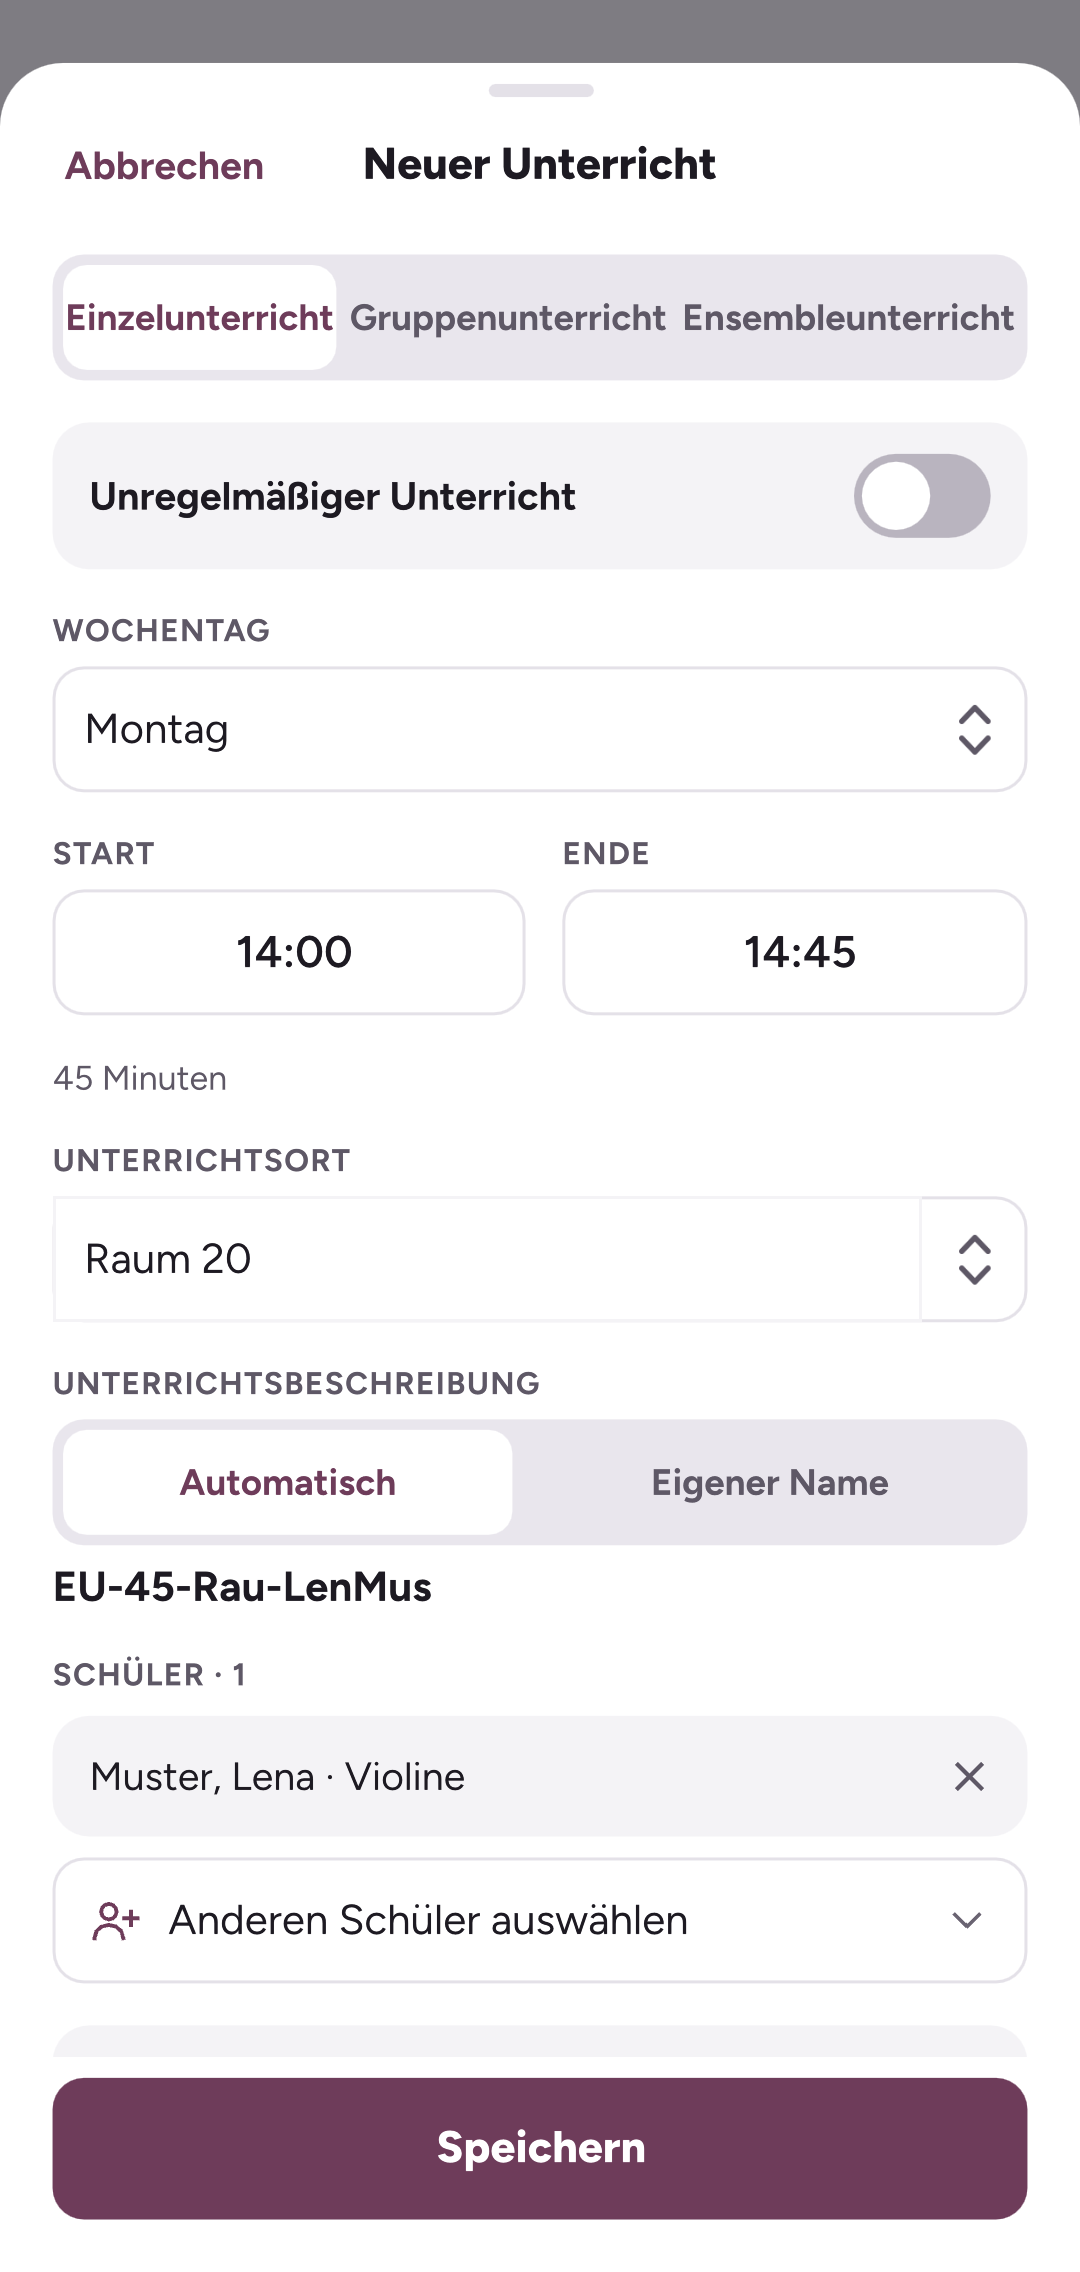 Abbrechen Neuer Unterricht
Einzelunterricht Gruppenunterricht Ensembleunterricht
Unregelmäßiger Unterricht
WOCHENTAG
Montag
START ENDE
14:00 14:45
45 Minuten
UNTERRICHTSORT
Raum 20
UNTERRICHTSBESCHREIBUNG
Automatisch Eigener Name
EU-45-Rau-LenMus
SCHÜLER · 1
Muster, Lena · Violine
Anderen Schüler auswählen
Speichern